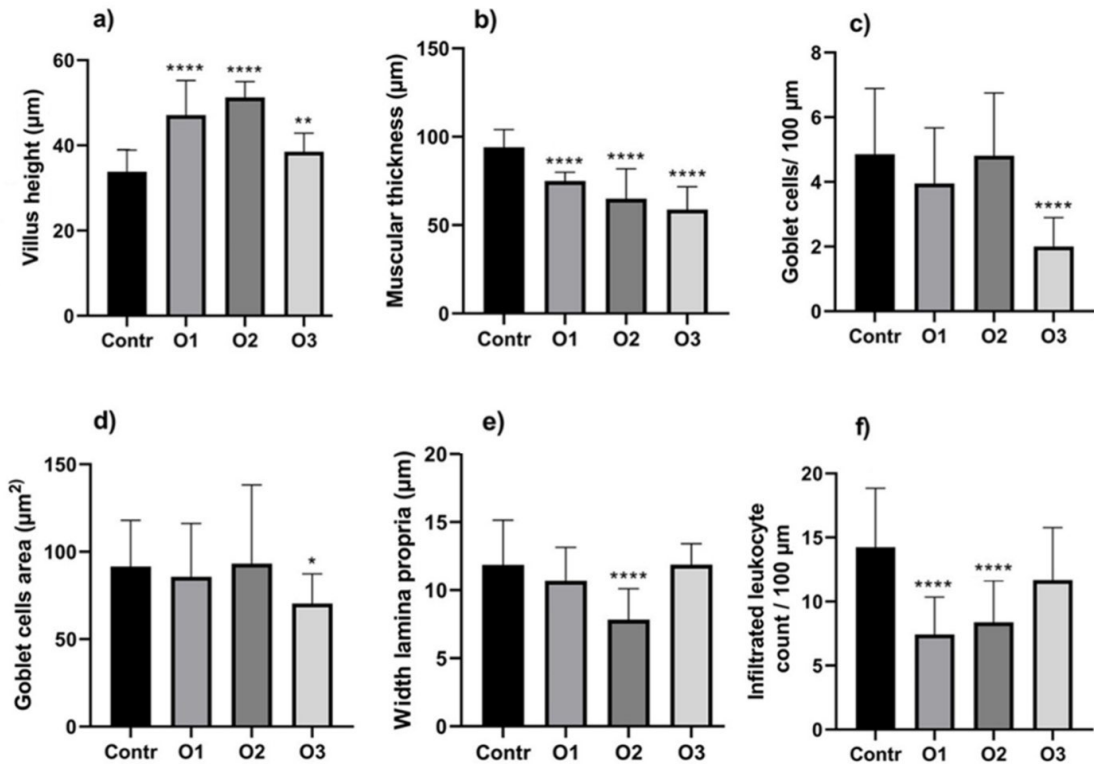 a)
Villus height (µm)
60
40
20
0
**** **** **
Contr O1 O2 O3
b)
Muscular thickness (µm)
150
100
50
0
**** **** ****
Contr O1 O2 O3
c)
Goblet cells/ 100 µm
8
6
4
2
0
****
Contr O1 O2 O3
d)
Goblet cells area (µm²)
150
100
50
0
*
Contr O1 O2 O3
e)
Width lamina propria (µm)
20
15
10
5
0
****
Contr O1 O2 O3
f)
Infiltrated leukocyte
count / 100 µm
20
15
10
5
0
**** ****
Contr O1 O2 O3